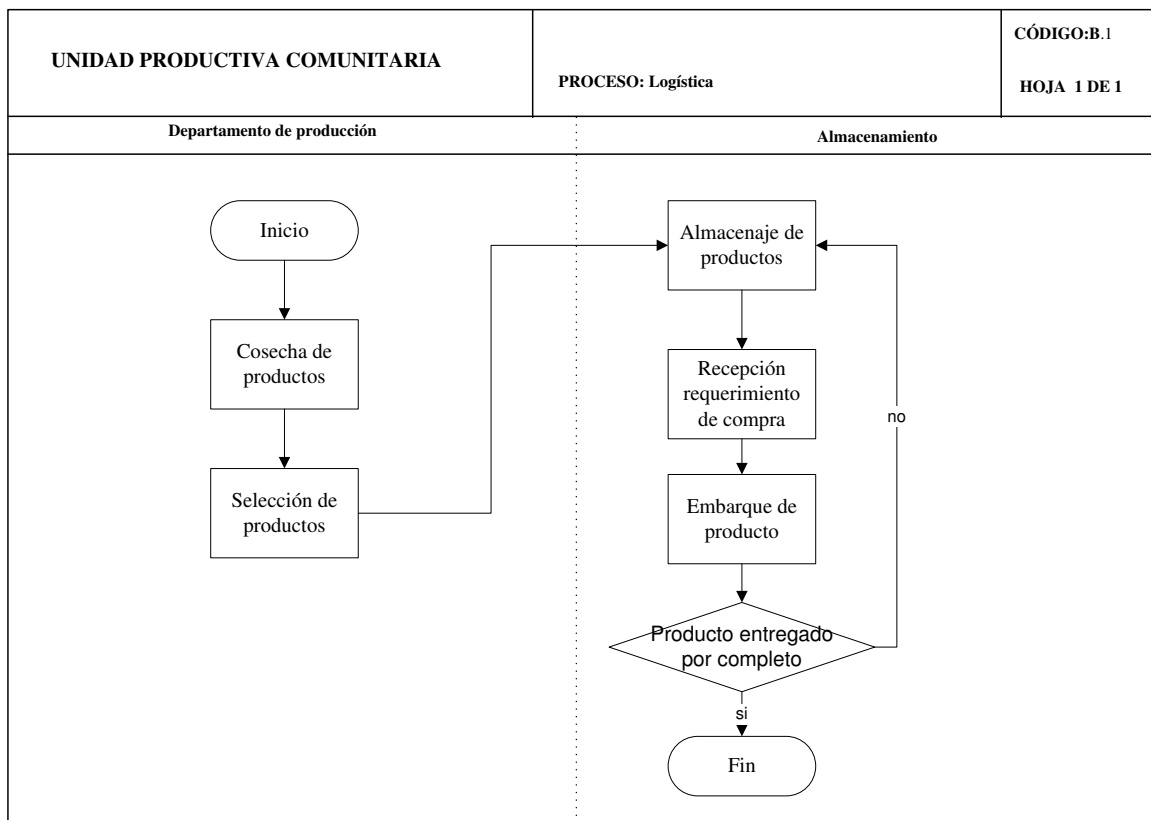 UNIDAD PRODUCTIVA COMUNITARIA
PROCESO: Logística
CÓDIGO:B.1
HOJA 1 DE 1
Departamento de producción
Almacenamiento
Inicio
Cosecha de
productos
Selección de
productos
Almacenaje de
productos
Recepción
requerimiento
de compra
Embarque de
producto
Producto entregado
por completo
no
si
Fin